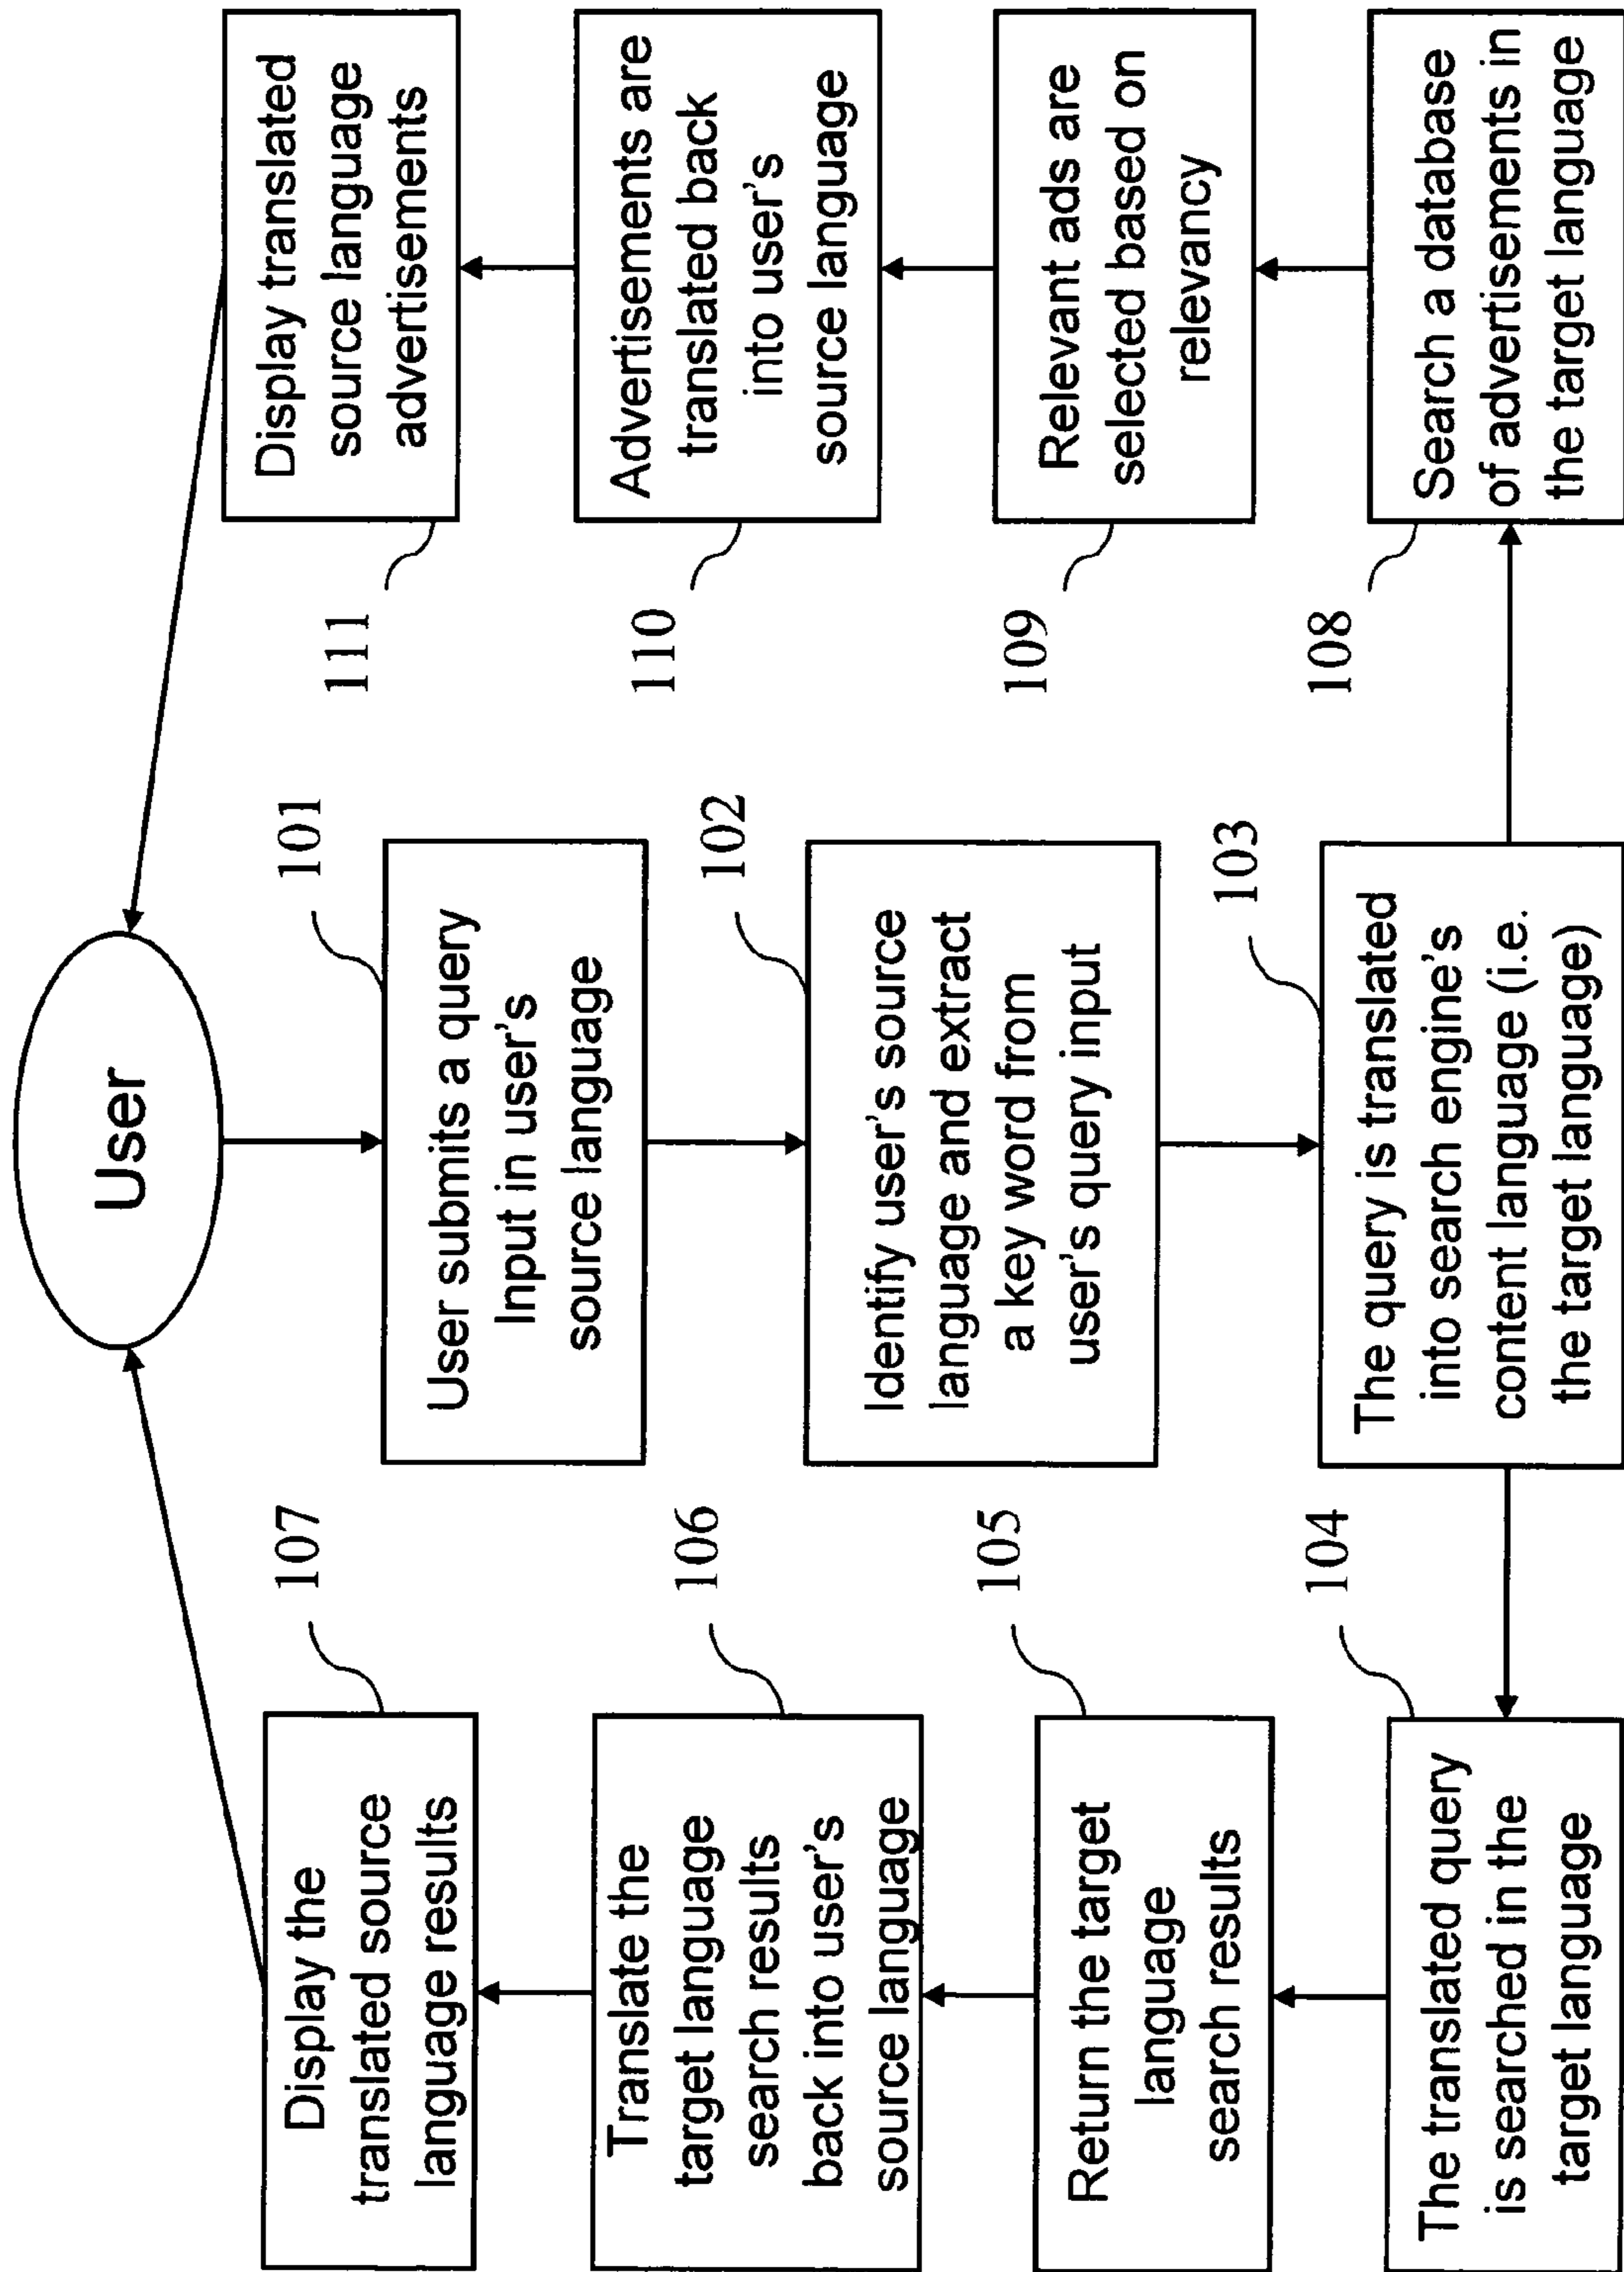 User
101
User submits a query
Input in user's
source language
102
Identify user's source
language and extract
a key word from
user's query input
103
The query is translated
into search engine's
content language (i.e.
the target language)
104
The translated query
is searched in the
target language
105
Return the target
language
search results
106
Translate the
target language
search results
back into user's
source language
107
Display the
translated source
language results
108
Search a database
of advertisements in
the target language
109
Relevant ads are
selected based on
relevancy
110
Advertisements are
translated back
into user's
source language
111
Display translated
source language
advertisements